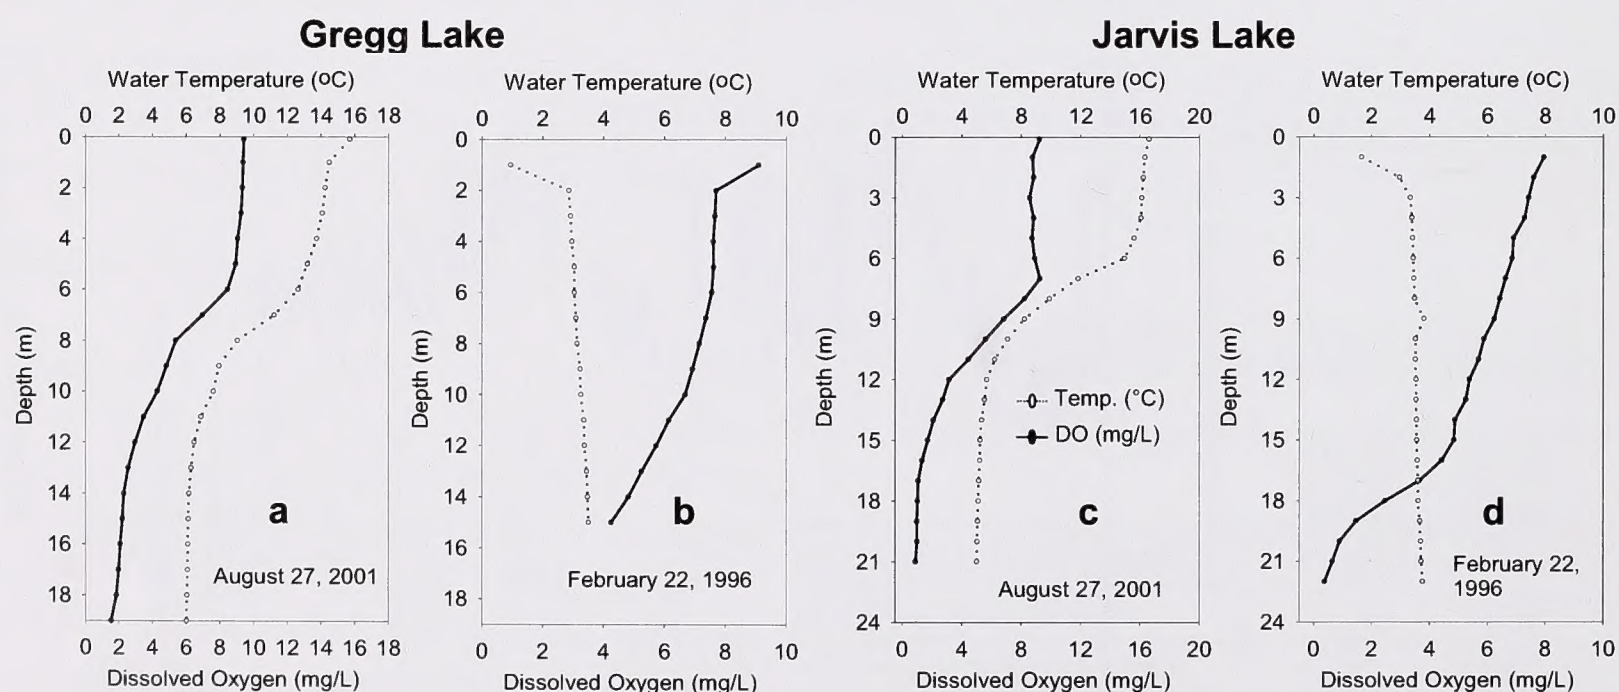 Gregg Lake
Jarvis Lake
Water Temperature (oC)
0 2 4 6 8 10 12 14 16 18
0
2
4
6
8
10
12
14
16
18
Depth (m)
a
August 27, 2001
0 2 4 6 8 10 12 14 16 18
Dissolved Oxygen (mg/L)
Water Temperature (oC)
0 2 4 6 8 10
0
2
4
6
8
10
12
14
16
18
Depth (m)
b
February 22, 1996
0 2 4 6 8 10
Dissolved Oxygen (mg/L)
Water Temperature (oC)
0 4 8 12 16 20
0
3
6
9
12
15
18
21
24
Depth (m)
Temp. (°C)
DO (mg/L)
c
August 27, 2001
0 4 8 12 16 20
Dissolved Oxygen (mg/L)
Water Temperature (oC)
0 2 4 6 8 10
0
3
6
9
12
15
18
21
24
Depth (m)
d
February 22,
1996
0 2 4 6 8 10
Dissolved Oxygen (mg/L)